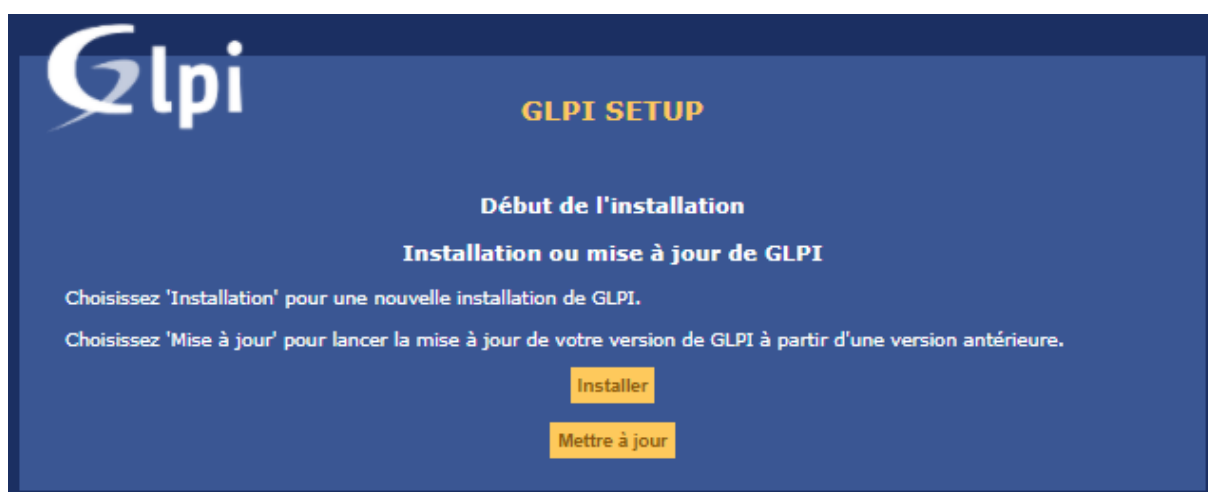 Glpi
GLPI SETUP
Début de l'installation
Installation ou mise à jour de GLPI
Choisissez 'Installation' pour une nouvelle installation de GLPI.
Choisissez 'Mise à jour' pour lancer la mise à jour de votre version de GLPI à partir d'une version antérieure.
Installer
Mettre à jour